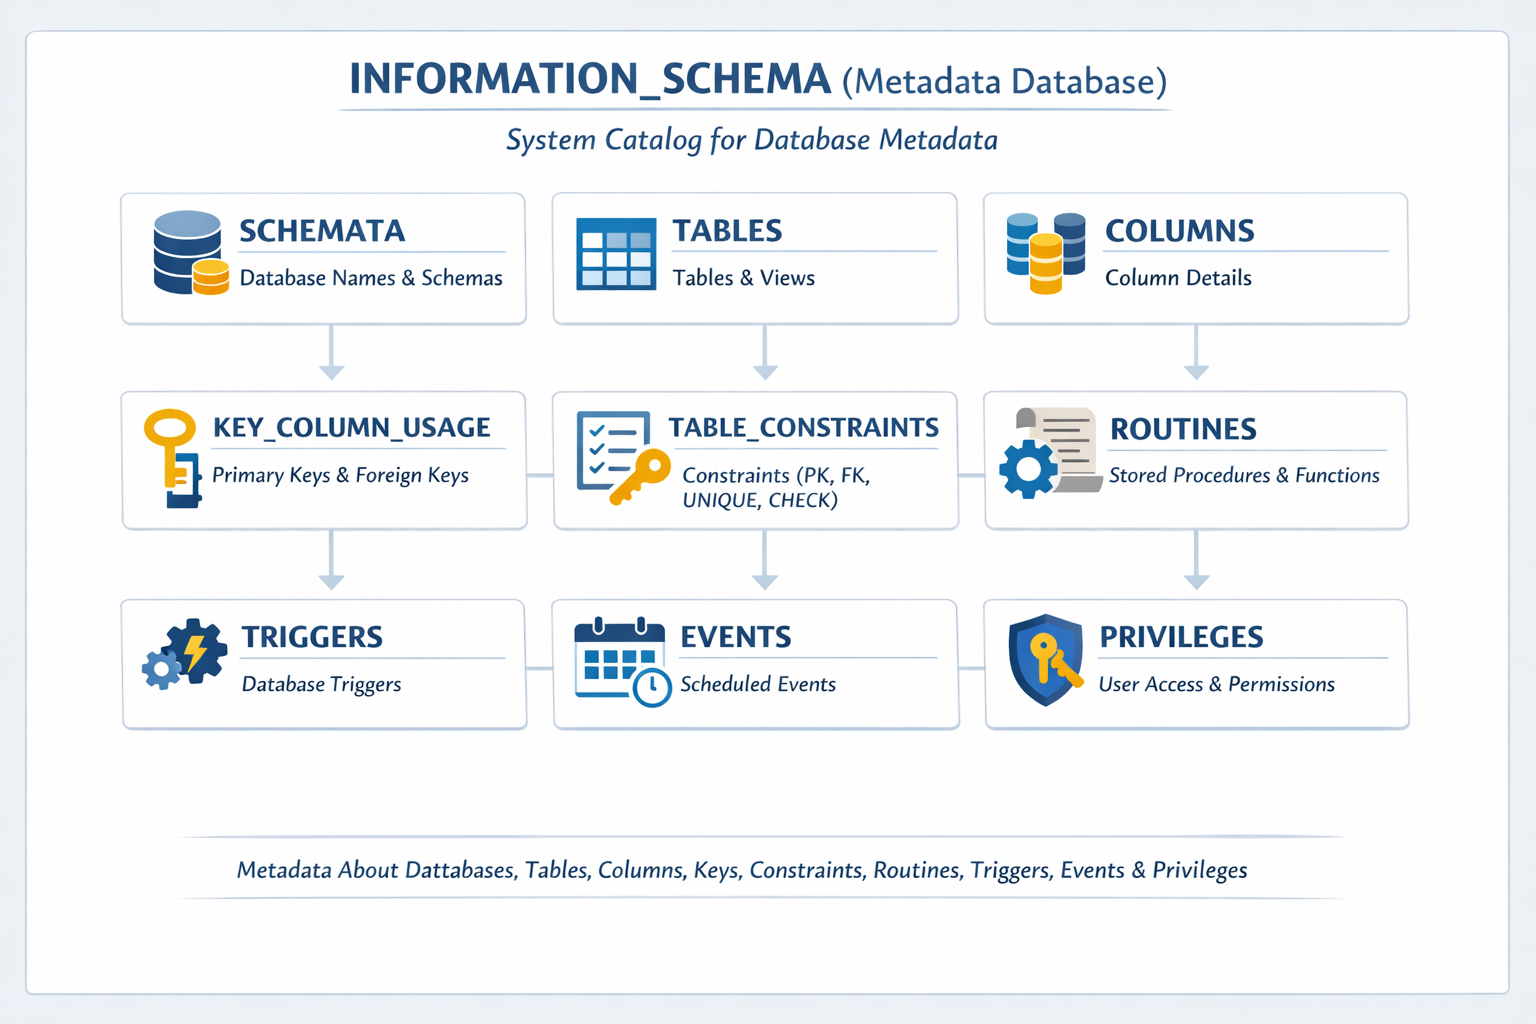 INFORMATION_SCHEMA (Metadata Database)
System Catalog for Database Metadata
SCHEMATA
Database Names & Schemas
TABLES
Tables & Views
COLUMNS
Column Details
KEY_COLUMN_USAGE
Primary Keys & Foreign Keys
TABLE_CONSTRAINTS
Constraints (PK, FK,
UNIQUE, CHECK)
ROUTINES
Stored Procedures & Functions
TRIGGERS
Database Triggers
EVENTS
Scheduled Events
PRIVILEGES
User Access & Permissions
Metadata About Dattabases, Tables, Columns, Keys, Constraints, Routines, Triggers, Events & Privileges